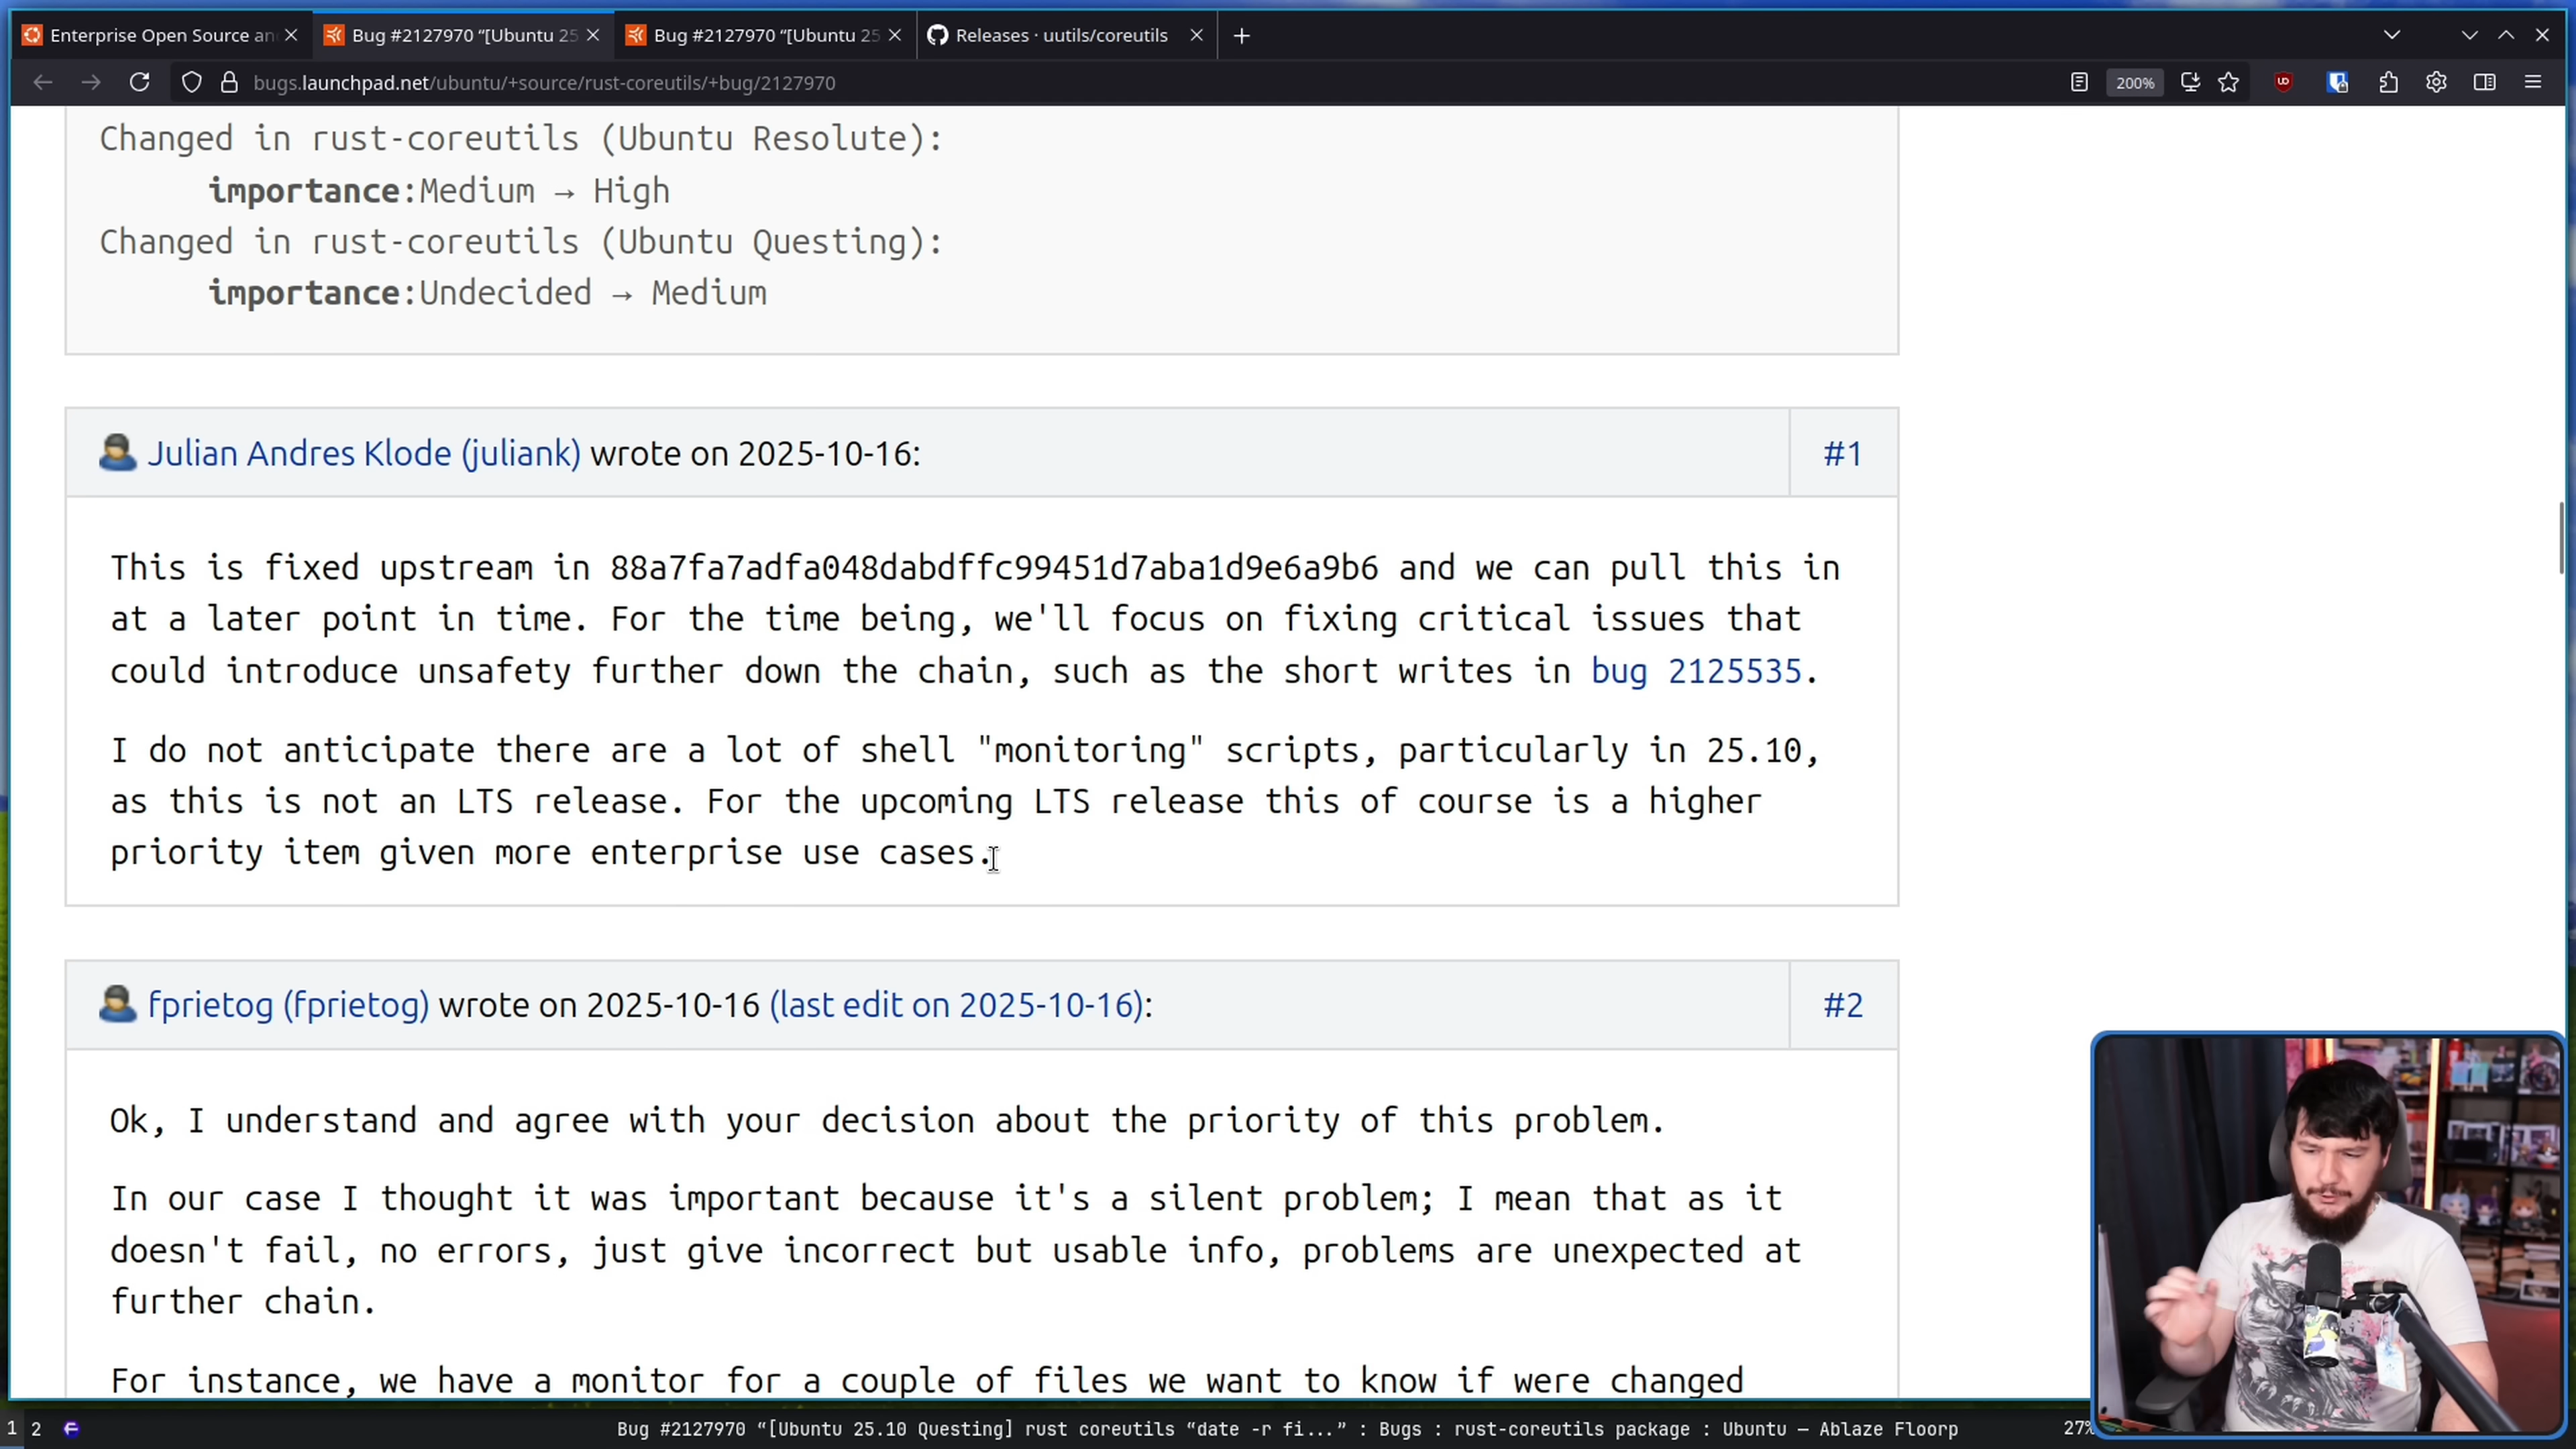 Enterprise Open Source an
Bug #2127970 “[Ubuntu 25
Bug #2127970 “[Ubuntu 25
Releases · uutils/coreutils
bugs.launchpad.net/ubuntu/+source/rust-coreutils/+bug/2127970
200%
Changed in rust-coreutils (Ubuntu Resolute):
importance:Medium → High
Changed in rust-coreutils (Ubuntu Questing):
importance:Undecided → Medium
Julian Andres Klode (juliank) wrote on 2025-10-16:
#1
This is fixed upstream in 88a7fa7adfa048dabdffc99451d7aba1d9e6a9b6 and we can pull this in
at a later point in time. For the time being, we'll focus on fixing critical issues that
could introduce unsafety further down the chain, such as the short writes in bug 2125535.
I do not anticipate there are a lot of shell "monitoring" scripts, particularly in 25.10,
as this is not an LTS release. For the upcoming LTS release this of course is a higher
priority item given more enterprise use cases.
fprietog (fprietog) wrote on 2025-10-16 (last edit on 2025-10-16):
#2
Ok, I understand and agree with your decision about the priority of this problem.
In our case I thought it was important because it's a silent problem; I mean that as it
doesn't fail, no errors, just give incorrect but usable info, problems are unexpected at
further chain.
For instance, we have a monitor for a couple of files we want to know if were changed
1 2
Bug #2127970 “[Ubuntu 25.10 Questing] rust coreutils “date -r fi...” : Bugs : rust-coreutils package : Ubuntu — Ablaze Floorp
27%